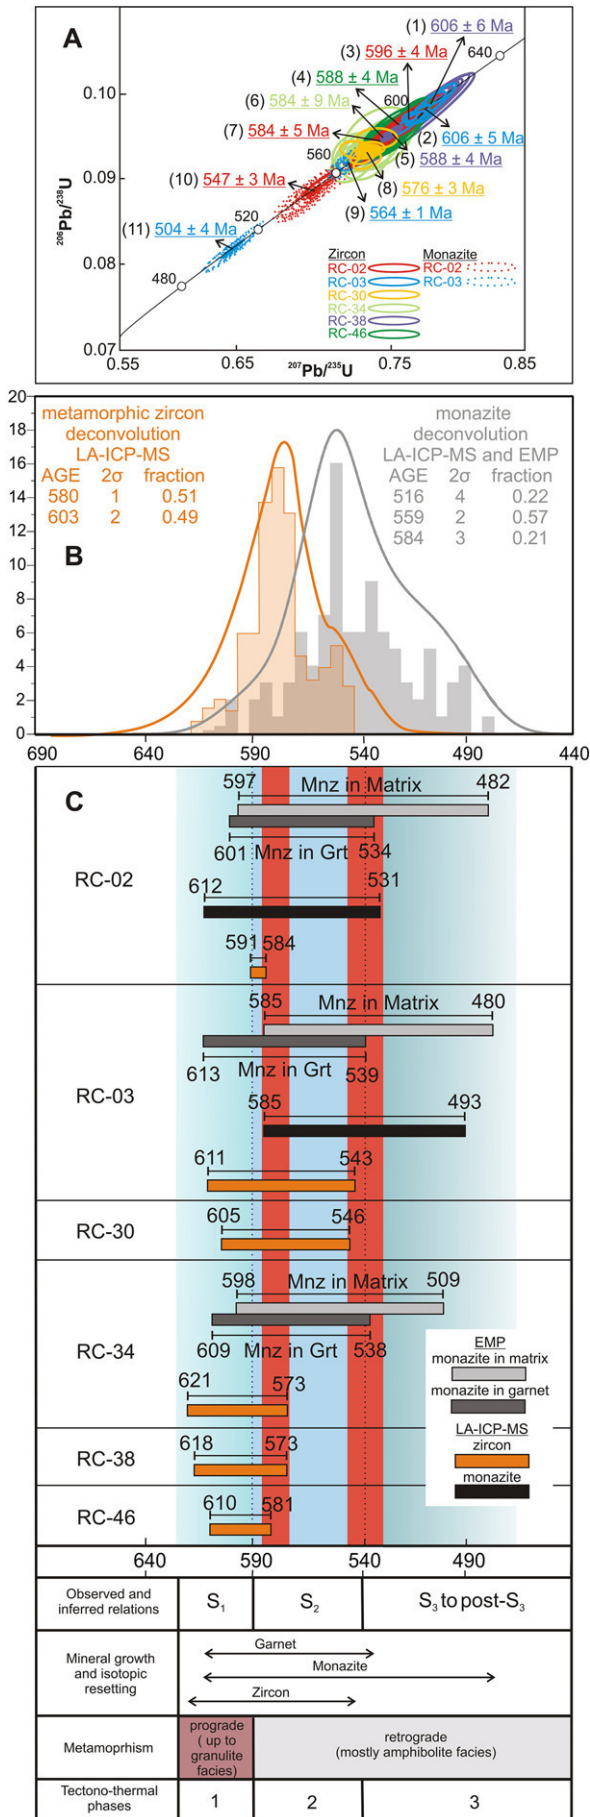 A
(1) 606 ± 6 Ma
(3) 596 ± 4 Ma
640
(4) 588 ± 4 Ma
0.10
600
(6) 584 ± 9 Ma
(7) 584 ± 5 Ma
(2) 606 ± 5 Ma
560
(5) 588 ± 4 Ma
0.09
(10) 547 ± 3 Ma
(8) 576 ± 3 Ma
(9) 564 ± 1 Ma
206Pb/238U
520
(11) 504 ± 4 Ma
Zircon Monazite
RC-02 RC-02
RC-03 RC-03
RC-30
RC-34
RC-38
RC-46
0.08
480
0.07
0.55 0.65 0.75 0.85
207Pb/235U
20
18
16
14
12
10
8
6
4
2
0
metamorphic zircon
deconvolution
LA-ICP-MS
AGE 2σ fraction
580 1 0.51
603 2 0.49
monazite
deconvolution
LA-ICP-MS and EMP
AGE 2σ fraction
516 4 0.22
559 2 0.57
584 3 0.21
B
690 640 590 540 490 440
C
597 Mnz in Matrix 482
601 Mnz in Grt 534
RC-02
612 531
591 584
585 Mnz in Matrix 480
613 Mnz in Grt 539
RC-03
585 493
611 543
605 546
RC-30
598 Mnz in Matrix 509
609 Mnz in Grt 538
RC-34
621 573
618 573
RC-38
610 581
RC-46
EMP
monazite in matrix
monazite in garnet
LA-ICP-MS
zircon
monazite
640 590 540 490
Observed and
inferred relations
S1 S2 S3 to post-S3
Mineral growth
and isotopic
resetting
Garnet
Monazite
Zircon
Metamoprhism
prograde
( up to
granulite
facies)
retrograde
(mostly amphibolite facies)
Tectono-thermal
phases
1 2 3